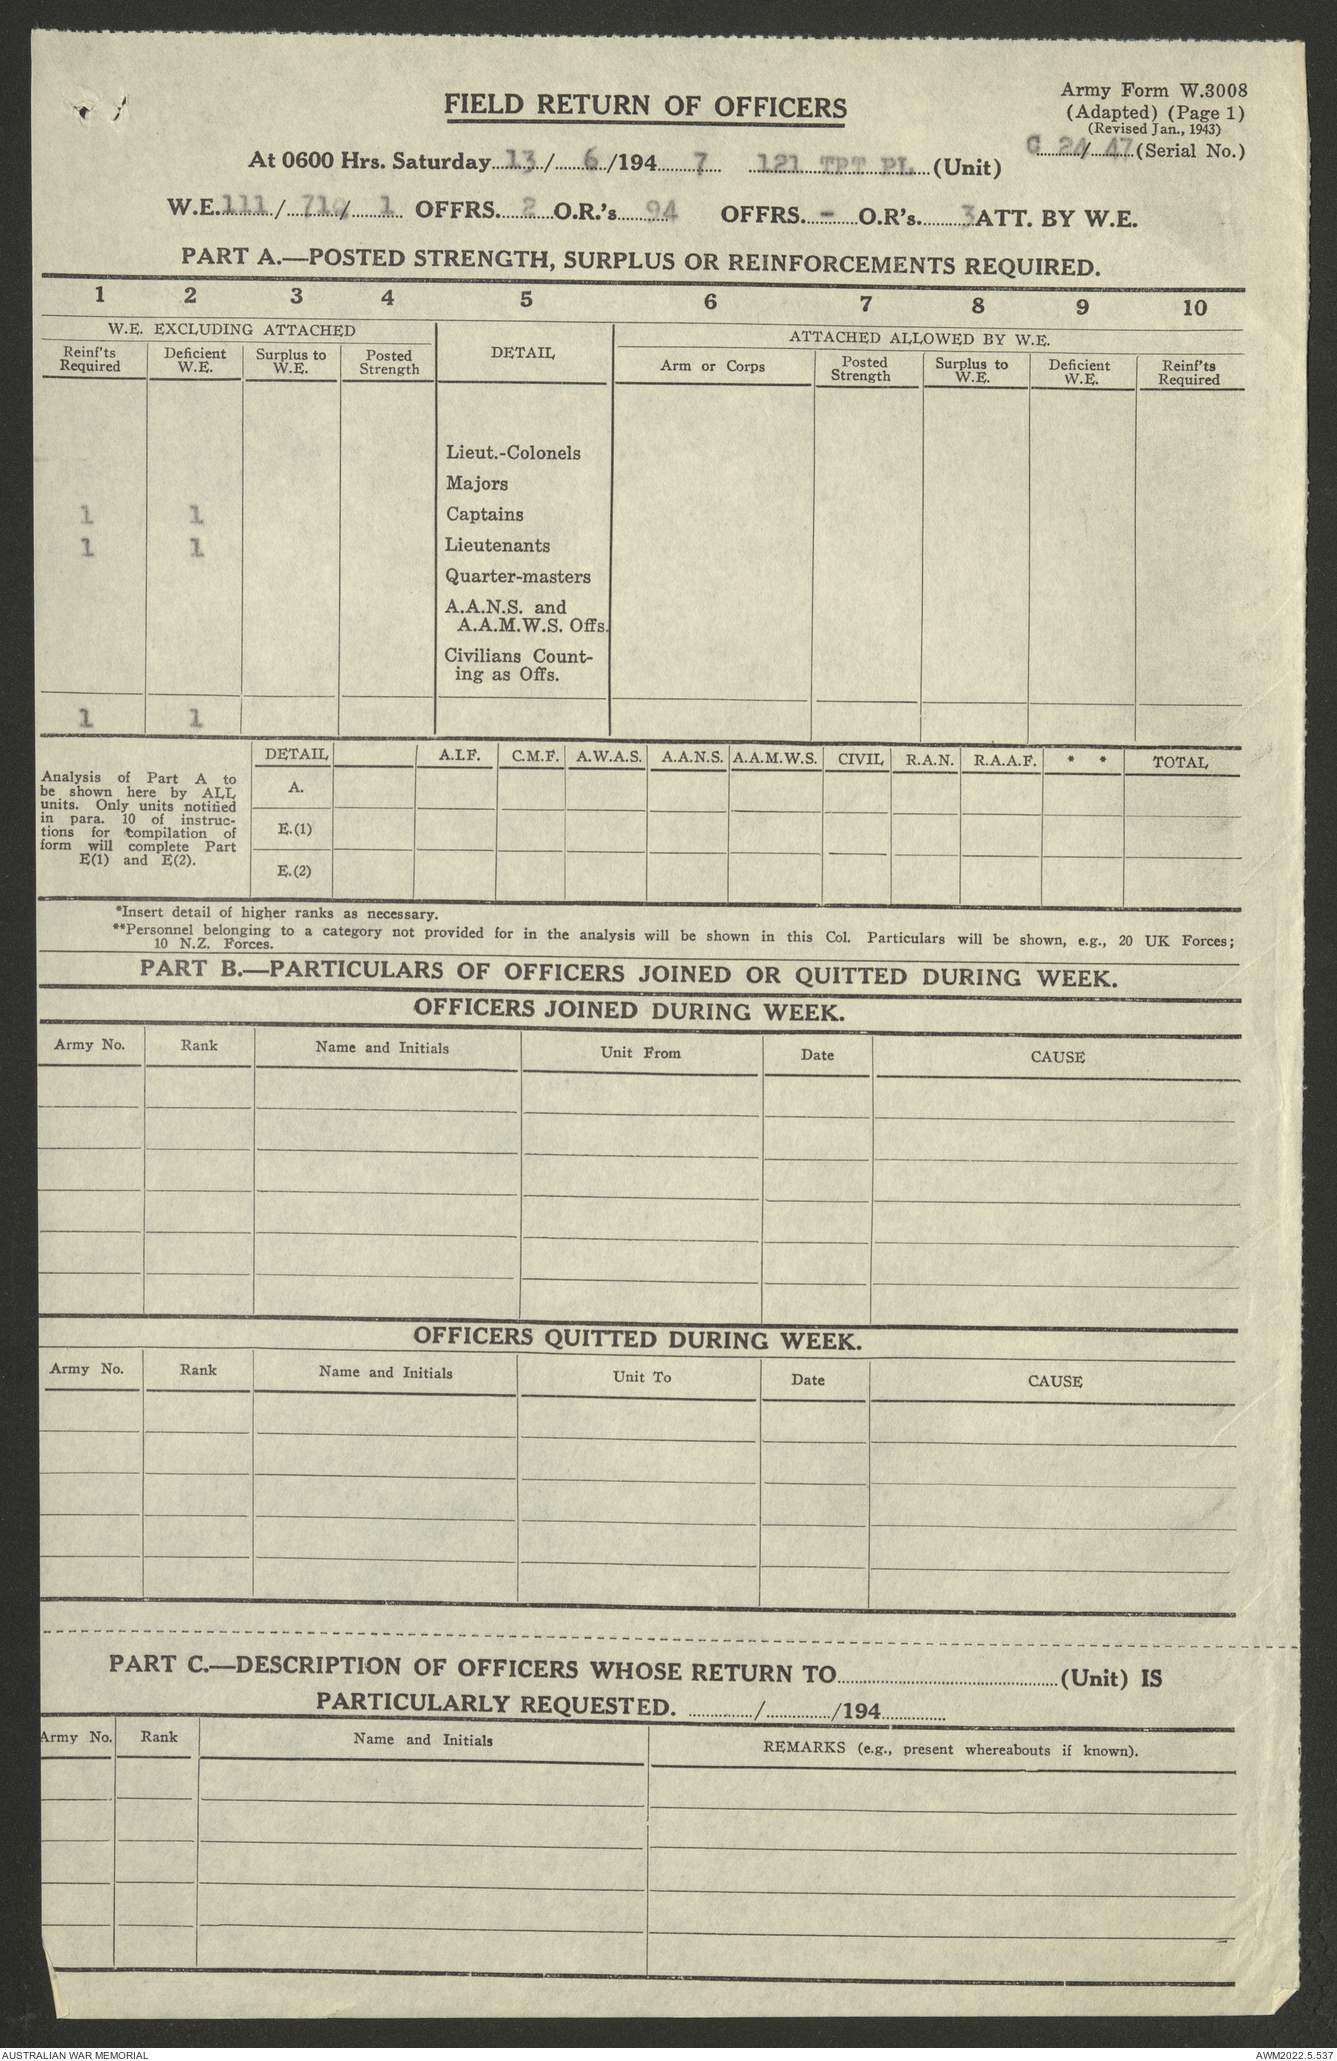 Army Form W.3008
FIELD RETURN OF OFFICERS
(Adapted) (Page 1)
(Revised Jan., 1943)
C 24/ 47 (Serial No.)
At 0600 Hrs. Saturday 13/ 6/194 7 121 TPT PL (Unit)
W.E. 111 / 710/ 1 OFFRS. 2 O.R.'s 94 OFFRS. - O.R's. 3 ATT. BY W.E.
PART A.—POSTED STRENGTH, SURPLUS OR REINFORCEMENTS REQUIRED.
1 2 3 4 5 6 7 8 9 10
W.E. EXCLUDING ATTACHED DETAIL ATTACHED ALLOWED BY W.E.
Reinf'ts Required Deficient W.E. Surplus to W.E. Posted Strength Arm or Corps Posted Strength Surplus to W.E. Deficient W.E. Reinf'ts Required
Lieut.-Colonels
Majors
1 1 Captains
1 1 Lieutenants
Quarter-masters
A.A.N.S. and
A.A.M.W.S. Offs.
Civilians Count-
ing as Offs.
1 1
DETAIL A.I.F. C.M.F. A.W.A.S. A.A.N.S. A.A.M.W.S. CIVIL R.A.N. R.A.A.F. * * TOTAL
Analysis of Part A to
be shown here by ALL
units. Only units notified
in para. 10 of instruc-
tions for compilation of
form will complete Part
E(1) and E(2).
A.
E.(1)
E.(2)
*Insert detail of higher ranks as necessary.
**Personnel belonging to a category not provided for in the analysis will be shown in this Col. Particulars will be shown, e.g., 20 UK Forces;
10 N.Z. Forces.
PART B.—PARTICULARS OF OFFICERS JOINED OR QUITTED DURING WEEK.
OFFICERS JOINED DURING WEEK.
Army No. Rank Name and Initials Unit From Date CAUSE
OFFICERS QUITTED DURING WEEK.
Army No. Rank Name and Initials Unit To Date CAUSE
PART C.—DESCRIPTION OF OFFICERS WHOSE RETURN TO (Unit) IS
PARTICULARLY REQUESTED. / /194
Army No. Rank Name and Initials REMARKS (e.g., present whereabouts if known).
AUSTRALIAN WAR MEMORIAL AWM2022.5.537